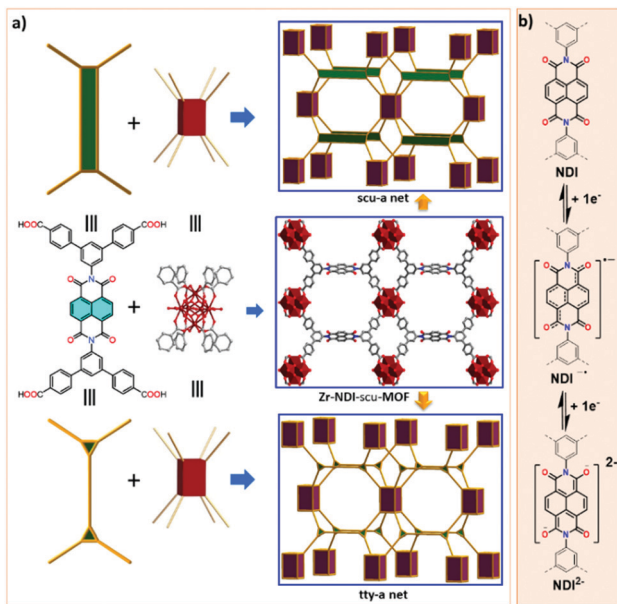 a)
+
scu-a net
HOOC
COOH
O
N
O
+
O
N
O
HOOC
COOH
Zr-NDI-scu-MOF
+
tty-a net
b)
O
N
O
O
N
O
NDI
+ 1e⁻
O
N
O
•−
O
N
O
NDI −•
+ 1e⁻
O
N
O⁻
2-
⁻O
N
O
NDI²⁻